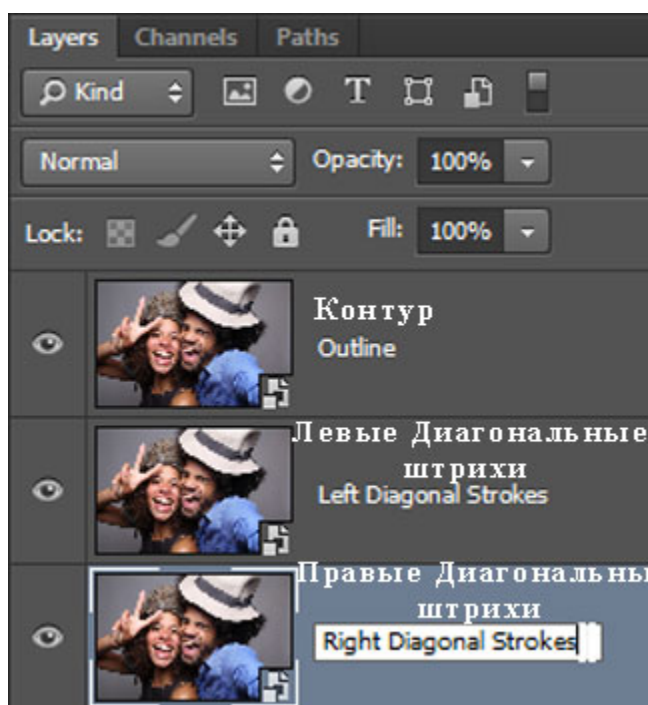 Layers Channels Paths
Kind
Normal Opacity: 100%
Lock: Fill: 100%
Контур
Outline
Левые Диагональные
штрихи
Left Diagonal Strokes
Правые Диагональны
штрихи
Right Diagonal Strokes